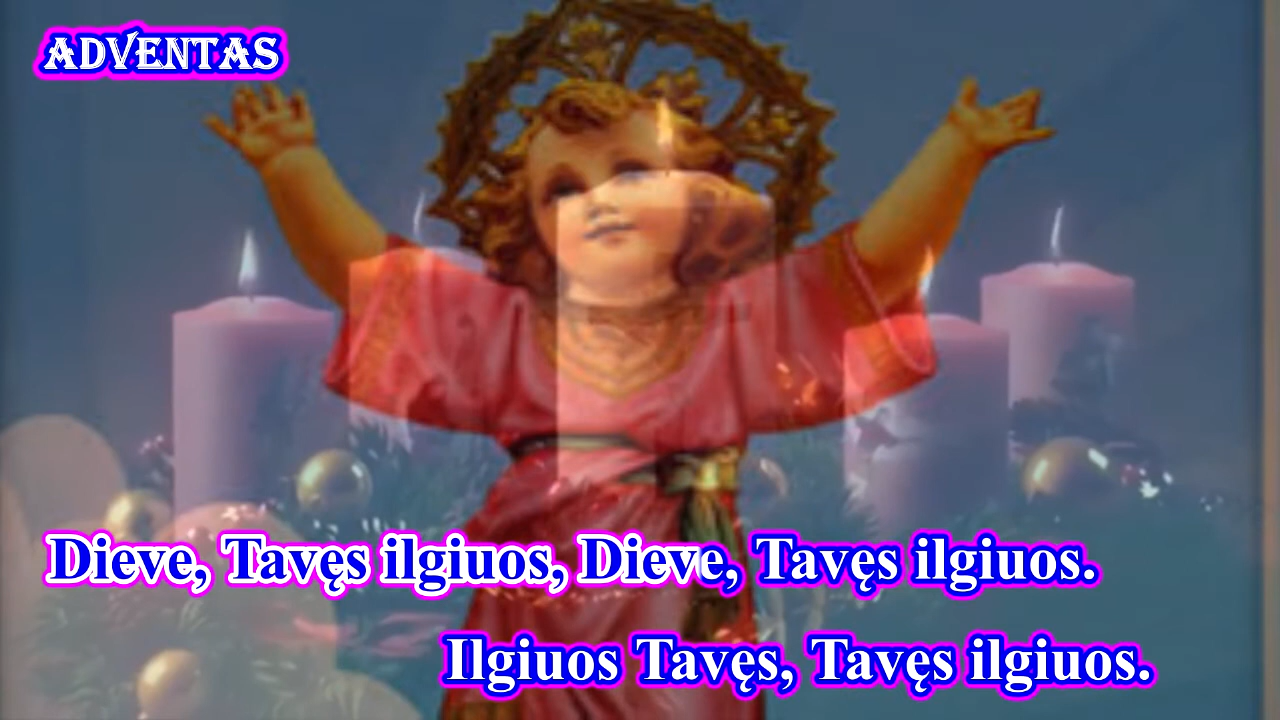 ADVENTAS
Dieve, Tavęs ilgiuos, Dieve, Tavęs ilgiuos.
Ilgiuos Tavęs, Tavęs ilgiuos.